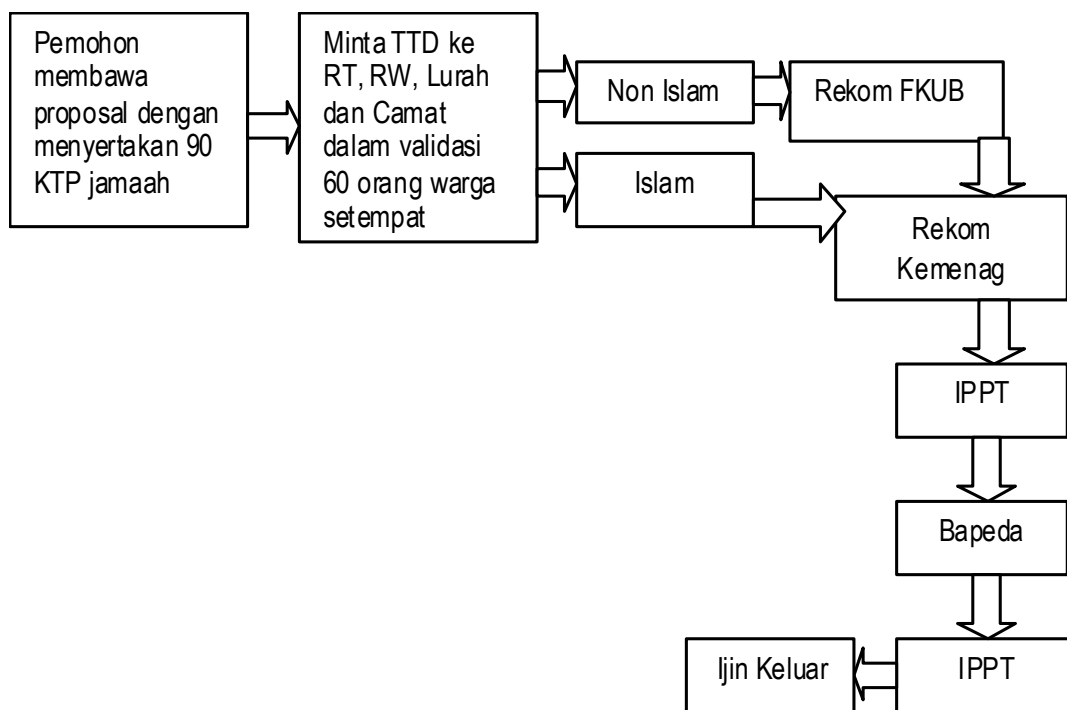 Pemohon
membawa
proposal dengan
menyertakan 90
KTP jamaah
Minta TTD ke
RT, RW, Lurah
dan Camat
dalam validasi
60 orang warga
setempat
Non Islam
Rekom FKUB
Islam
Rekom
Kemenag
IPPT
Bapeda
IPPT
Ijin Keluar